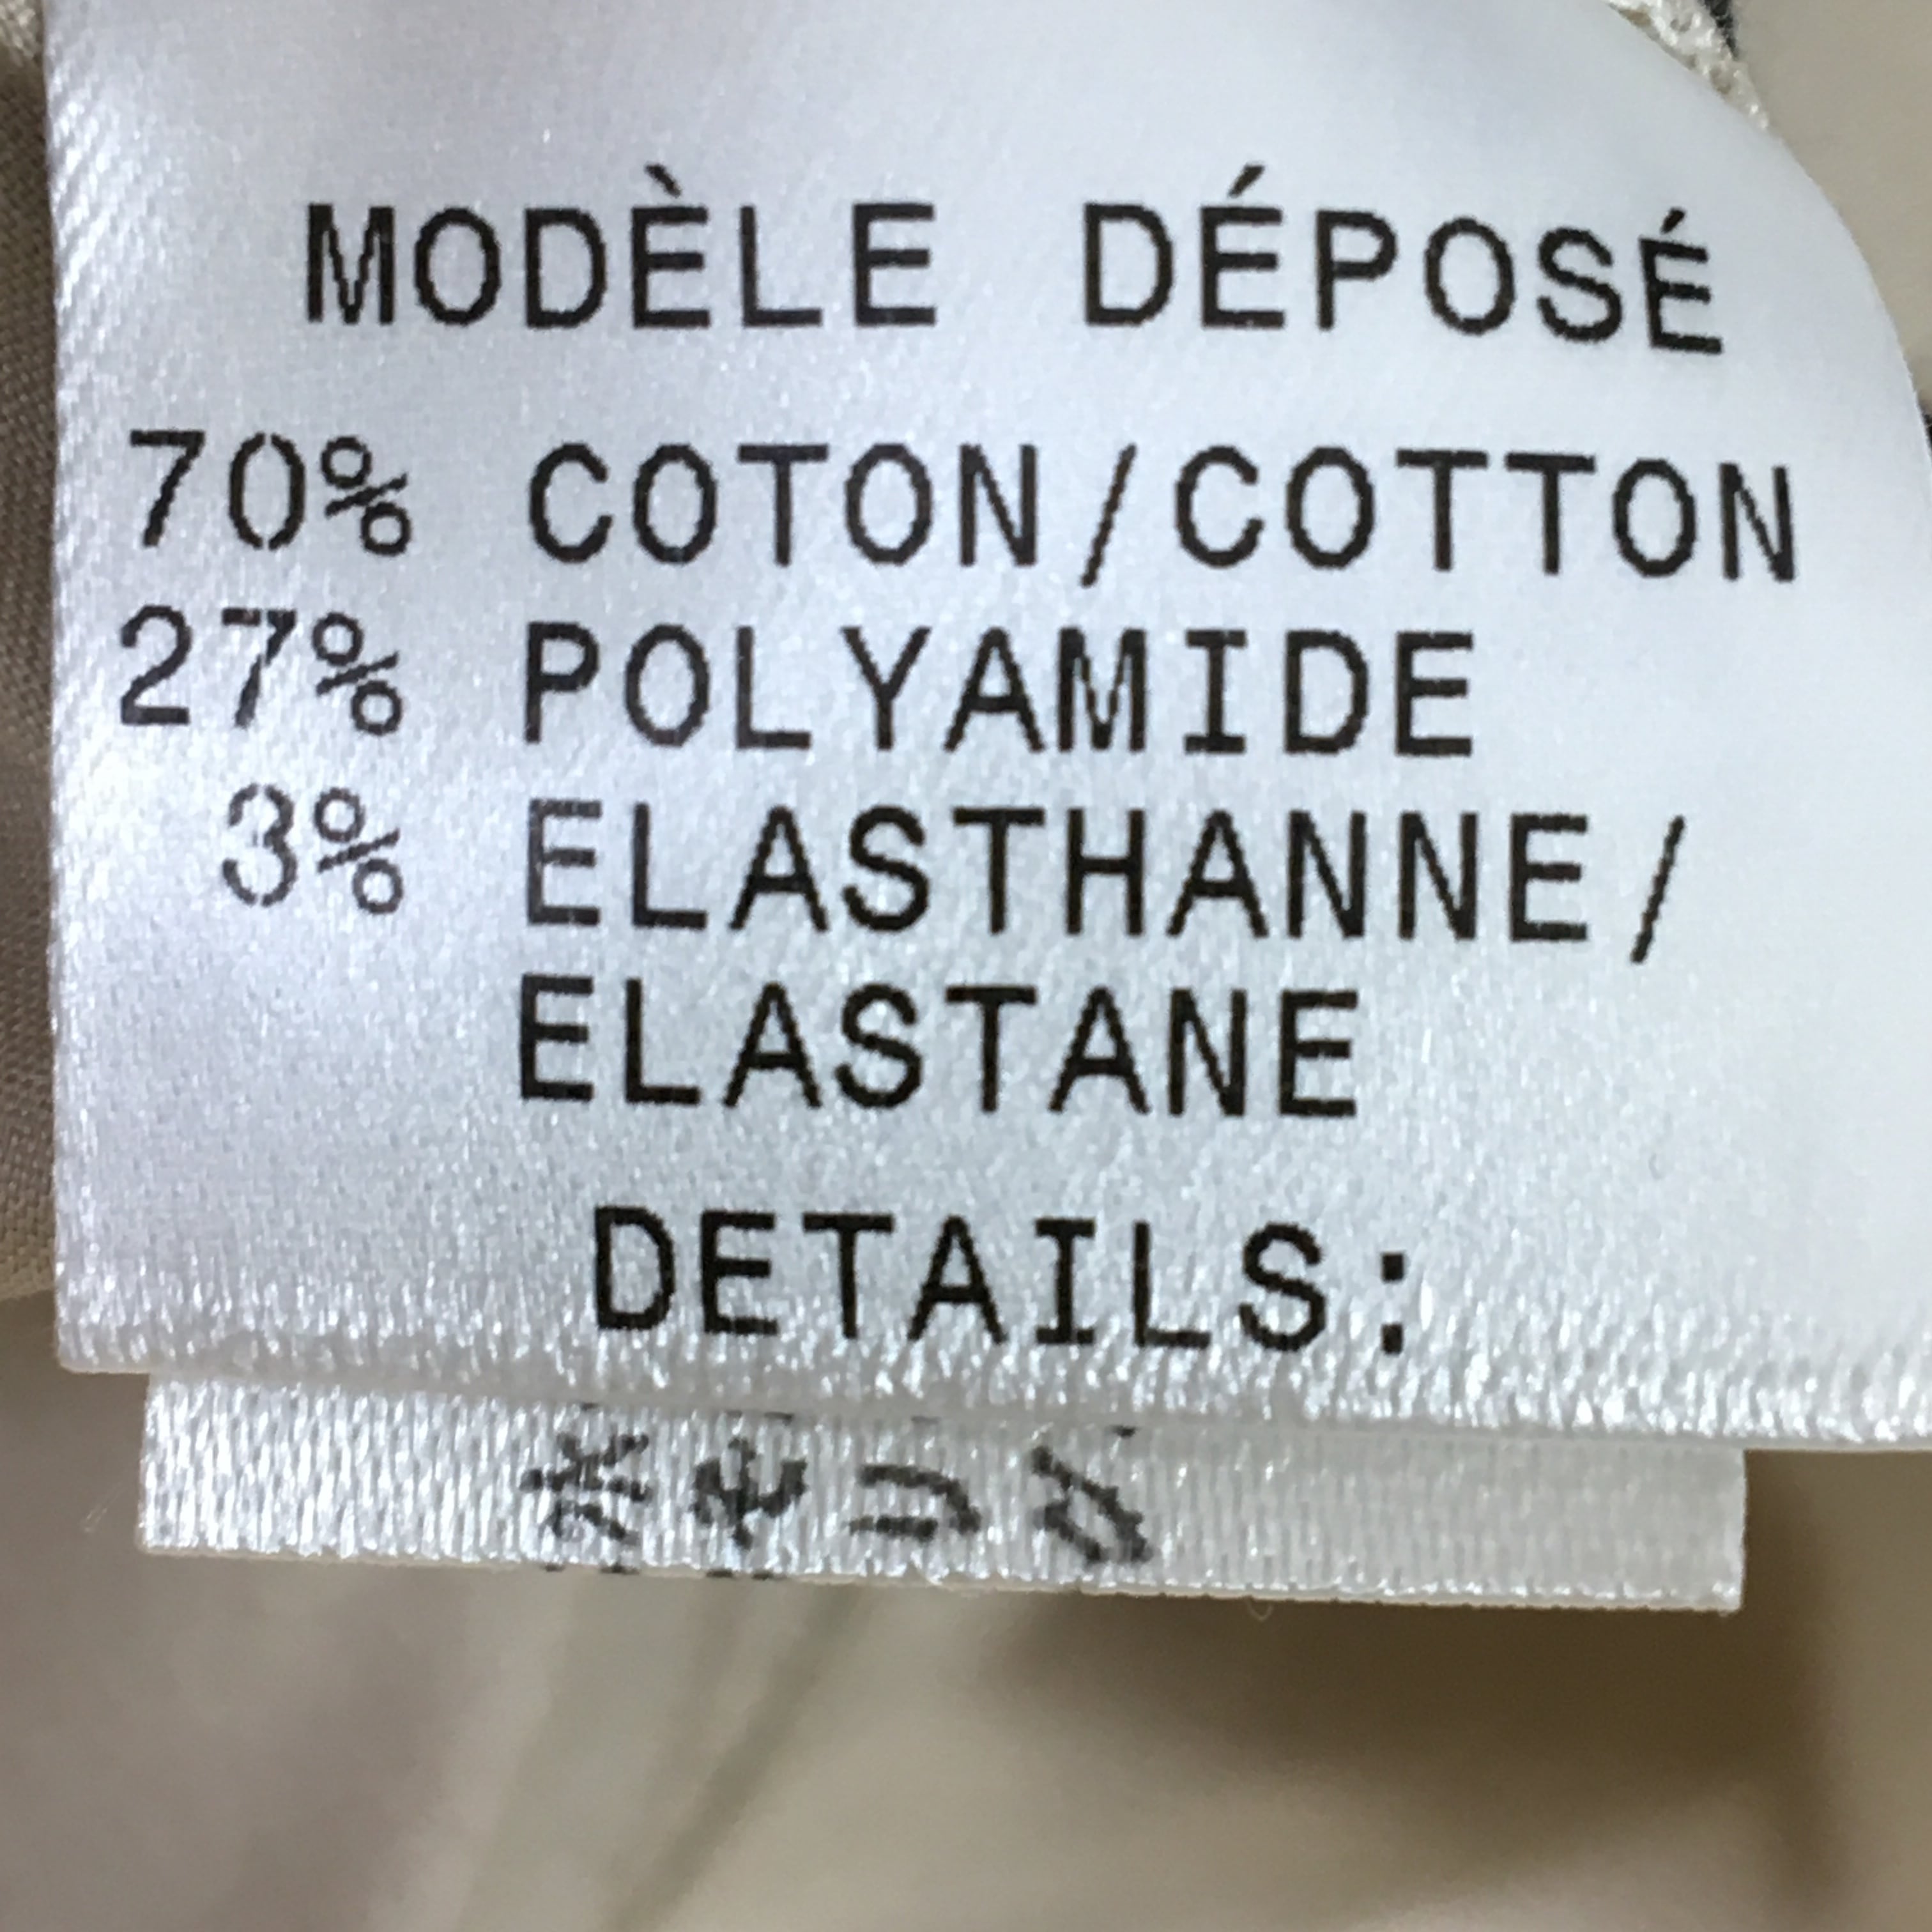 MODÈLE DÉPOSÉ
70% COTON/COTTON
27% POLYAMIDE
3% ELASTHANNE/
ELASTANE
DETAILS: